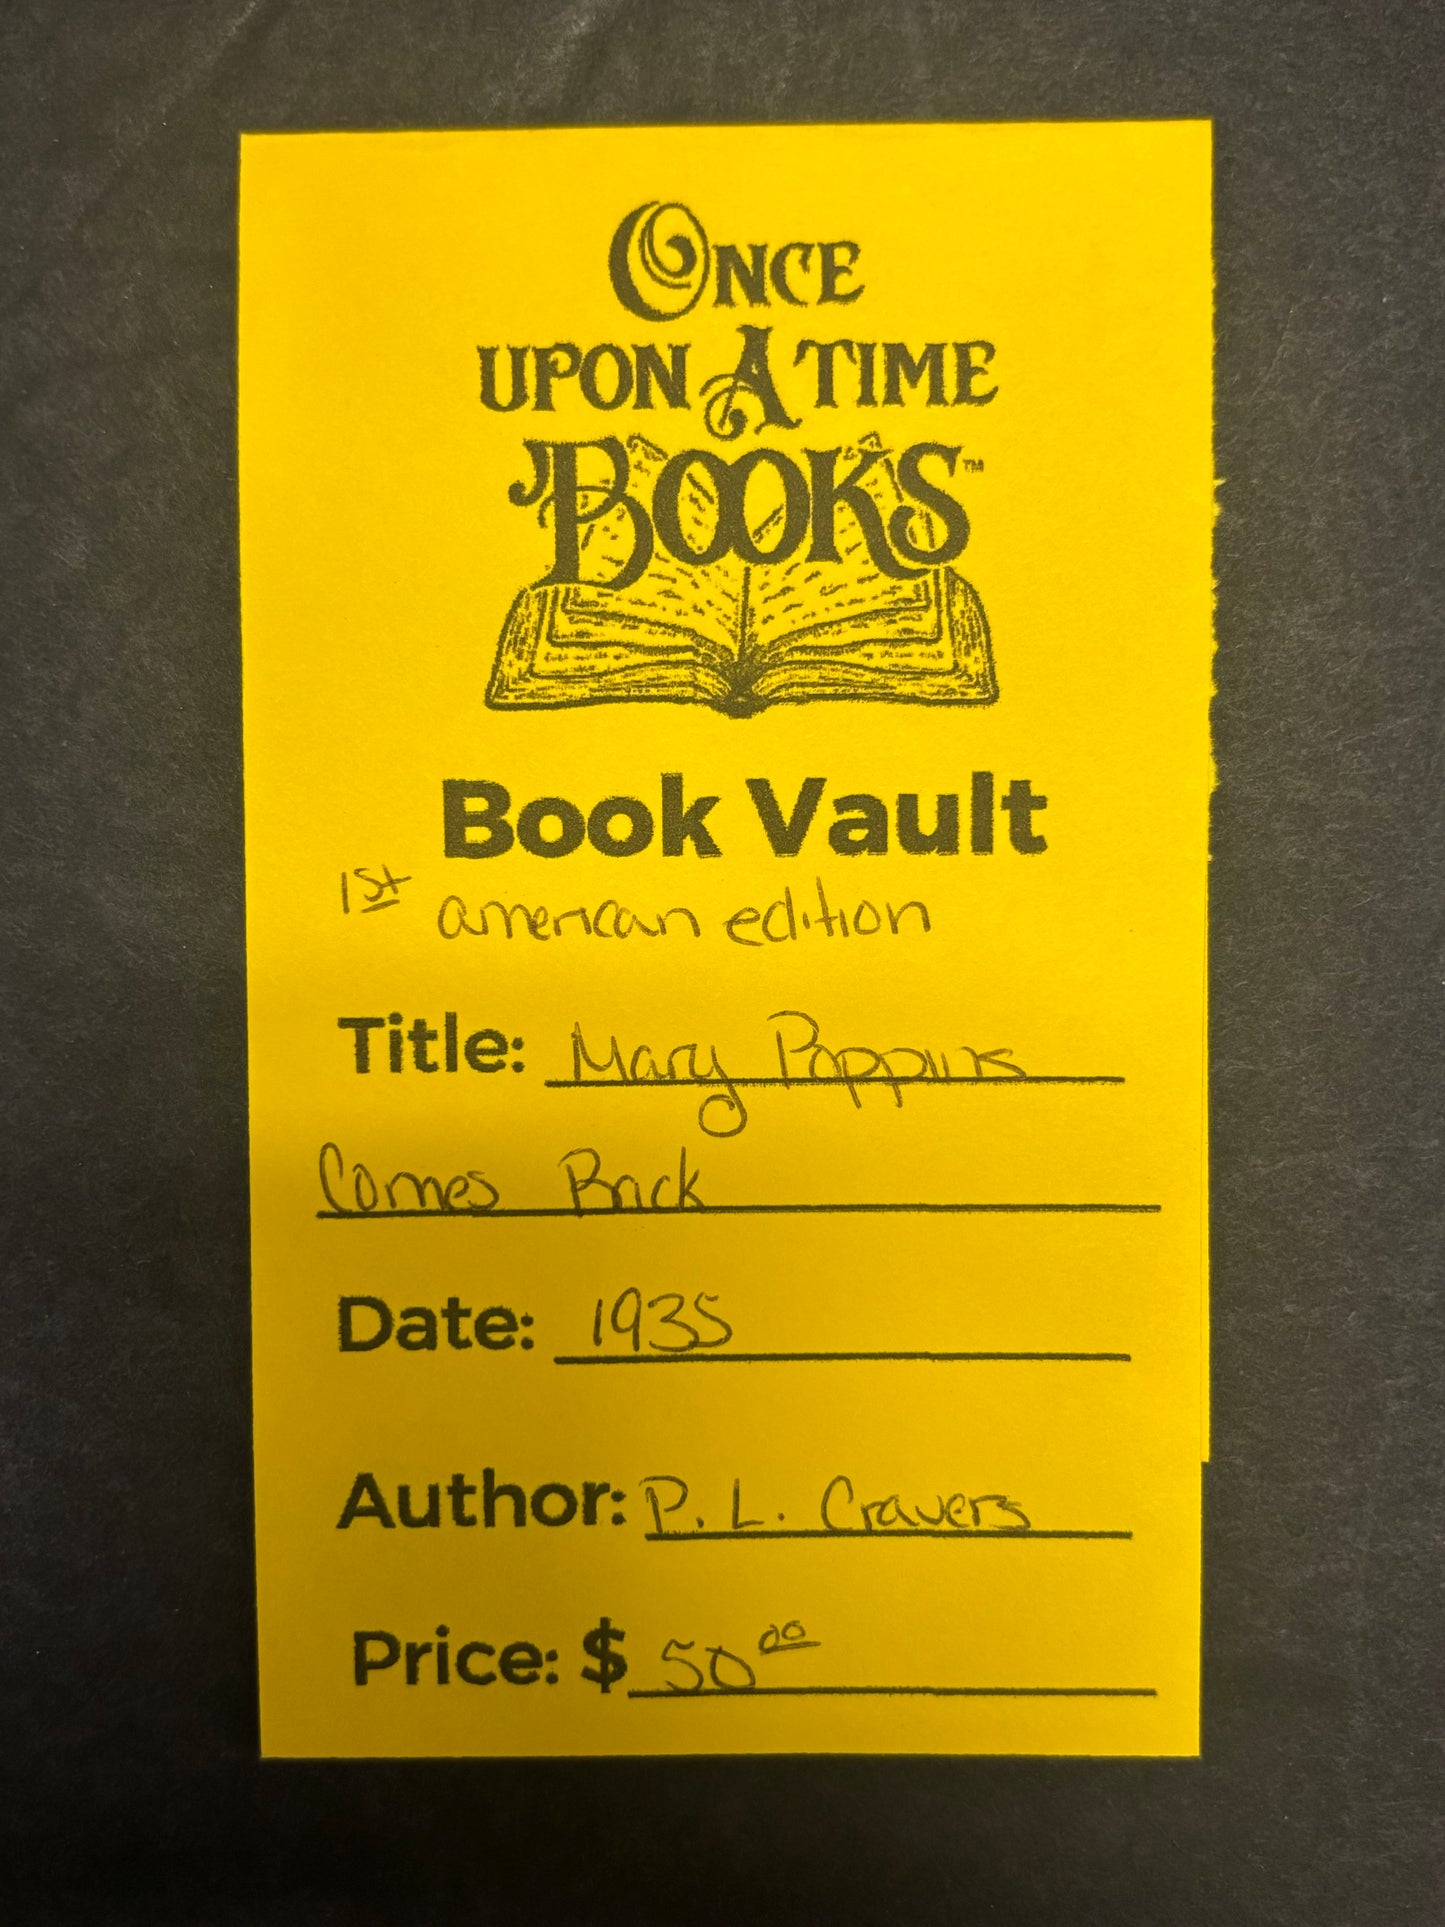 ONCE
UPON A TIME
BOOKS™
Book Vault
1st american edition
Title: Mary Poppins
Comes Back
Date: 1935
Author: P. L. Cravers
Price: $ 50.00